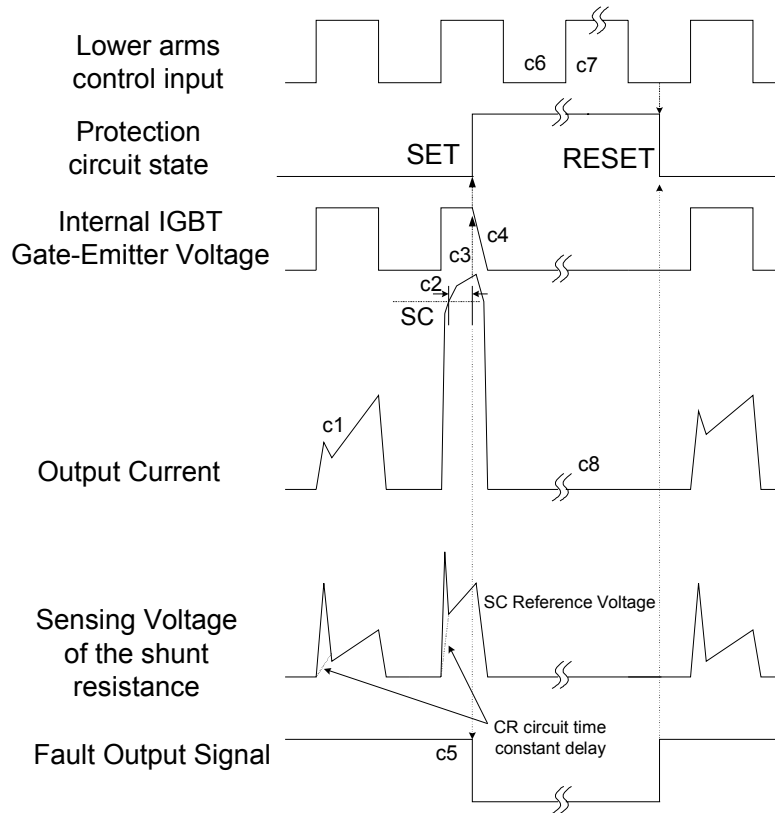 Lower arms
control input
c6
c7
Protection
circuit state
SET
RESET
Internal IGBT
Gate-Emitter Voltage
c3
c4
c2
SC
c1
Output Current
c8
SC Reference Voltage
Sensing Voltage
of the shunt
resistance
CR circuit time
constant delay
Fault Output Signal
c5